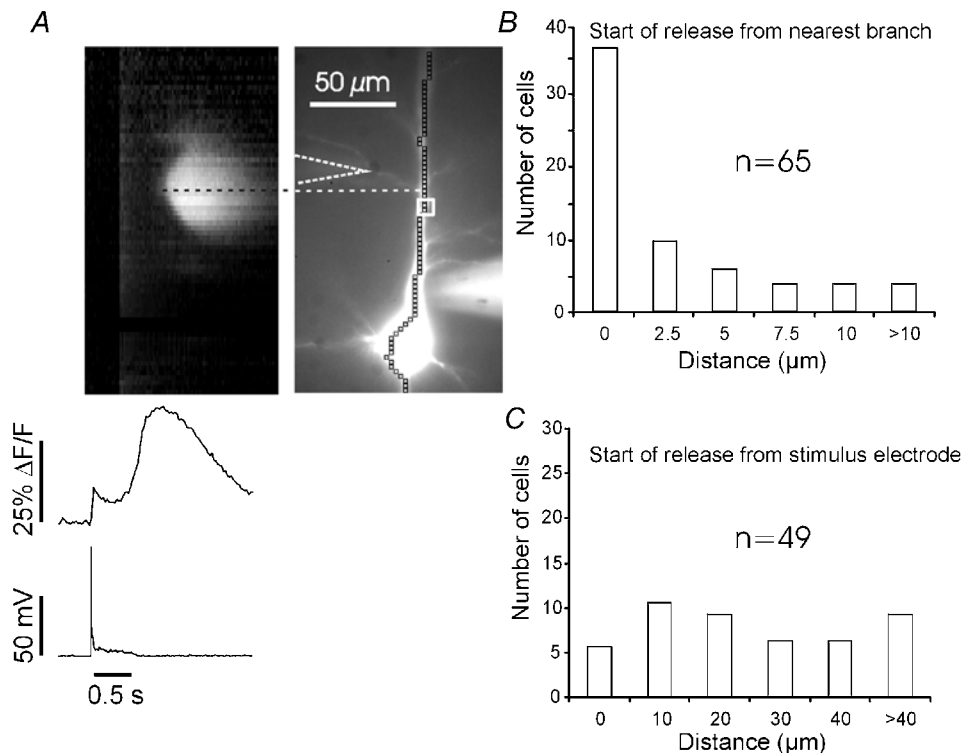 A
50 µm
25% ΔF/F
50 mV
0.5 s
B
Start of release from nearest branch
Number of cells
40
30
20
10
0
n=65
0 2.5 5 7.5 10 >10
Distance (µm)
C
Start of release from stimulus electrode
Number of cells
30
25
20
15
10
5
0
n=49
0 10 20 30 40 >40
Distance (µm)